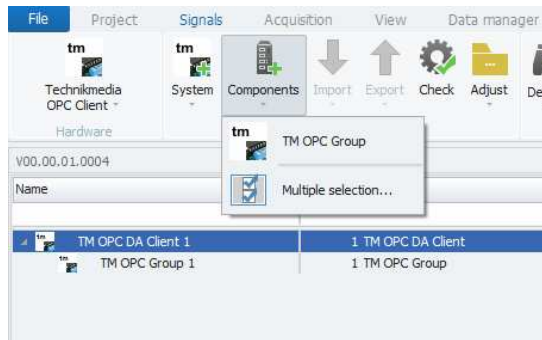 File Project Signals Acquisition View Data manager
tm tm
Technikmedia System Components Import Export Check Adjust
OPC Client
Hardware
tm TM OPC Group
V00.00.01.0004
Name Multiple selection...
TM OPC DA Client 1 1 TM OPC DA Client
TM OPC Group 1 1 TM OPC Group